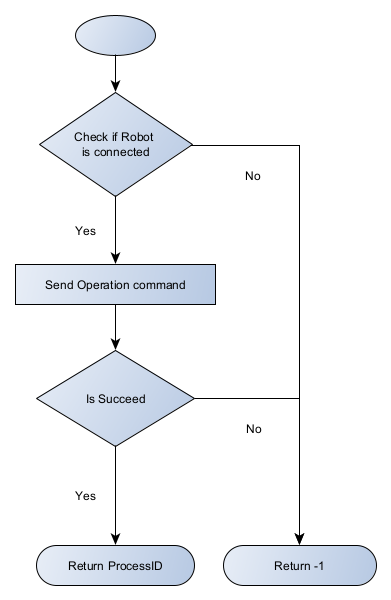 Check if Robot
is connected
No
Yes
Send Operation command
Is Succeed
No
Yes
Return ProcessID
Return -1